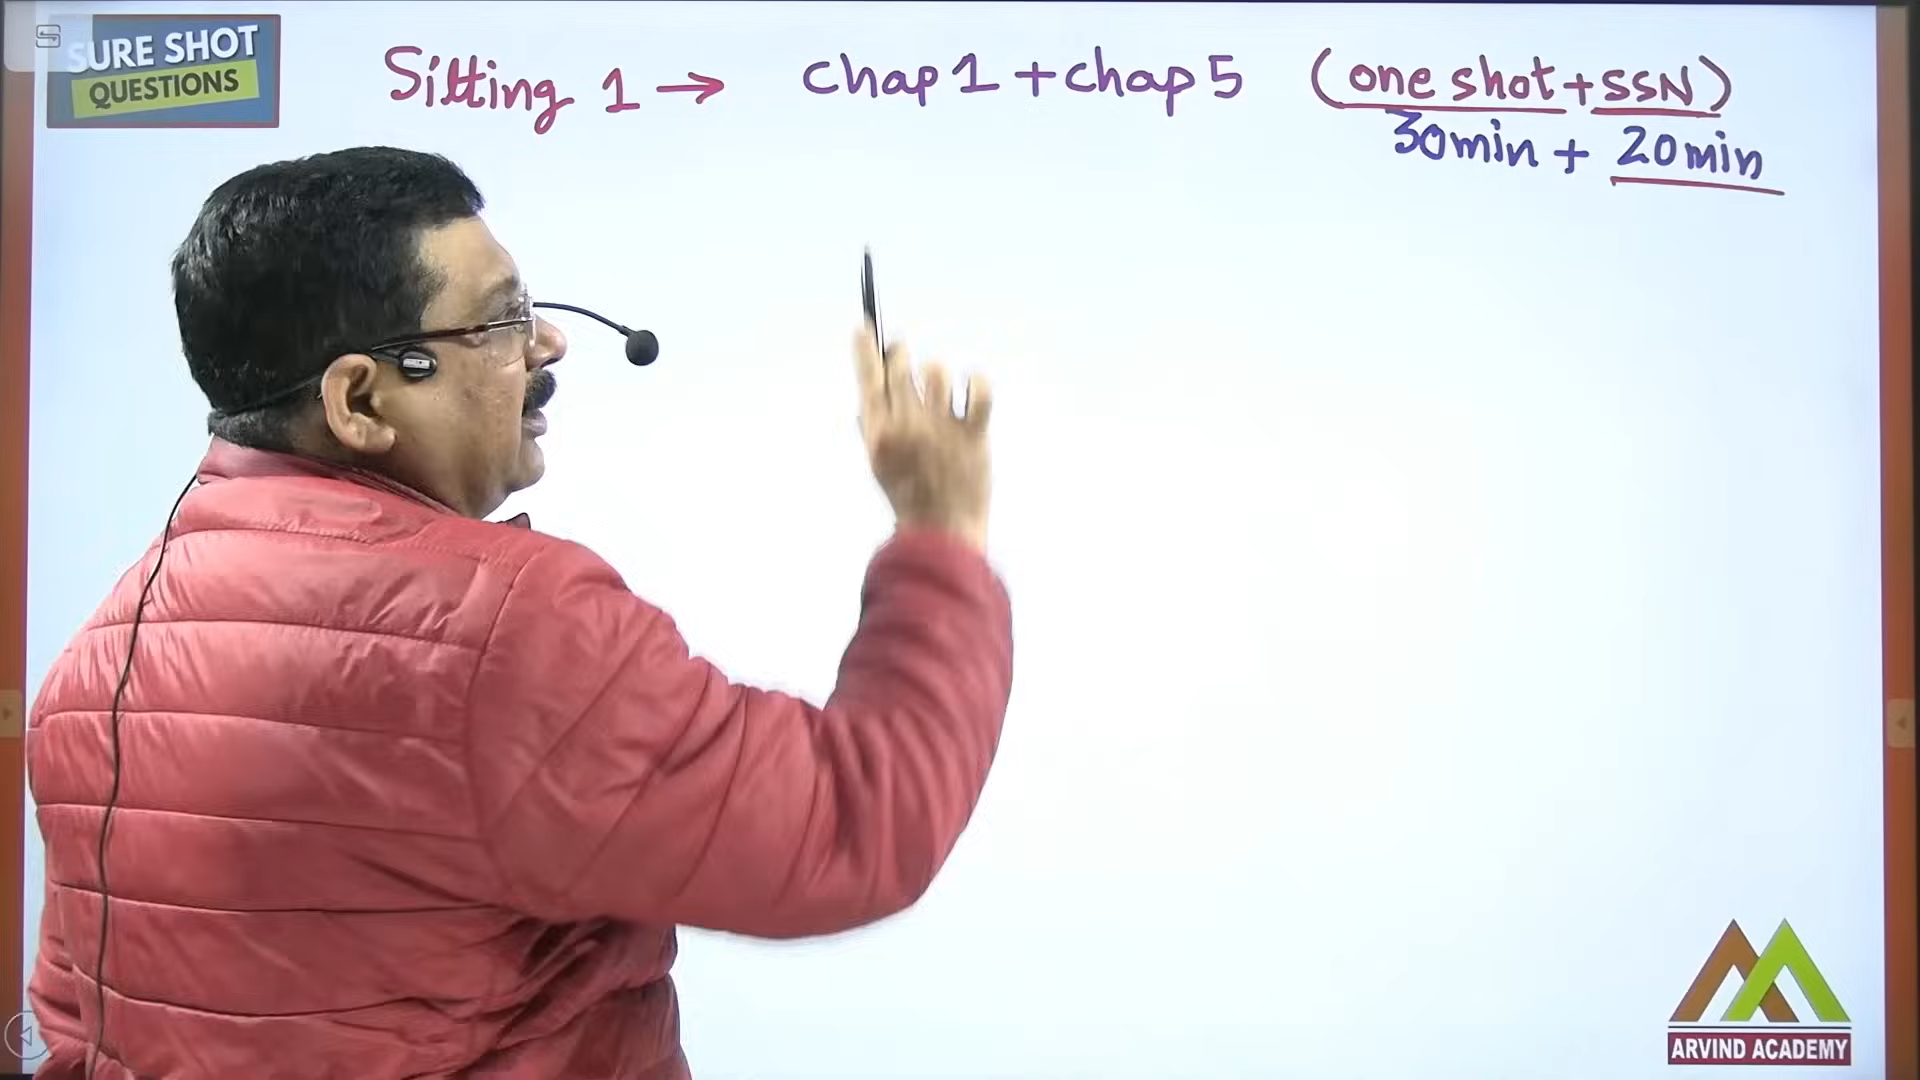 SURE SHOT
QUESTIONS
Sitting 1 → chap 1 + chap 5 (one shot + SSN)
30min + 20min
ARVIND ACADEMY